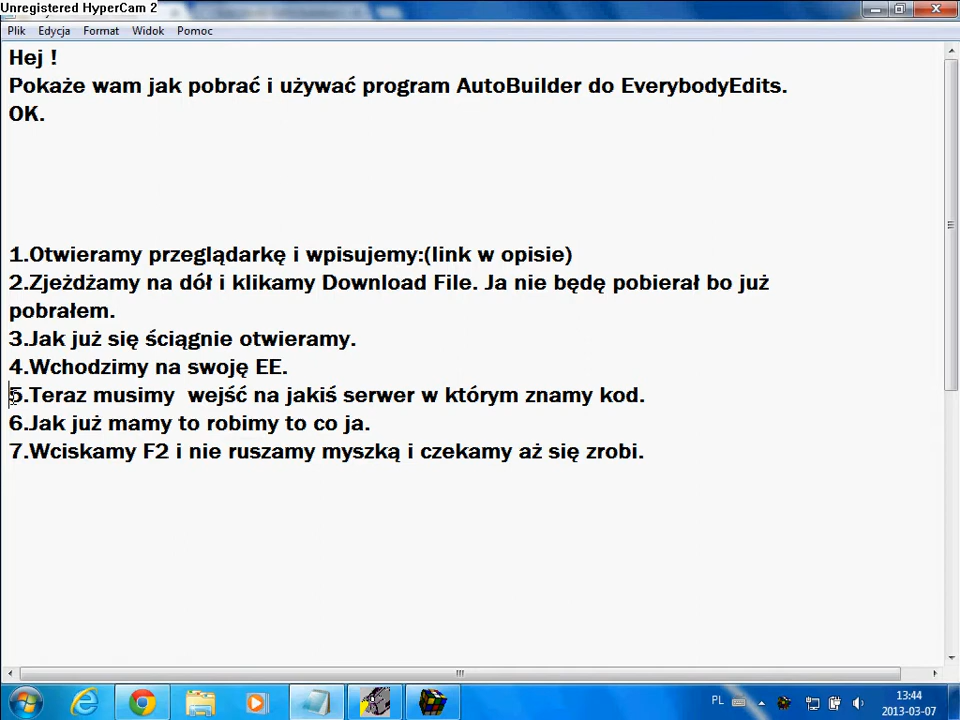 Unregistered HyperCam 2
Plik Edycja Format Widok Pomoc
Hej !
Pokaże wam jak pobrać i używać program AutoBuilder do EverybodyEdits.
OK.
1.Otwieramy przeglądarkę i wpisujemy:(link w opisie)
2.Zjeżdżamy na dół i klikamy Download File. Ja nie będę pobierał bo już
pobrałem.
3.Jak już się ściągnie otwieramy.
4.Wchodzimy na swoję EE.
5.Teraz musimy  wejść na jakiś serwer w którym znamy kod.
6.Jak już mamy to robimy to co ja.
7.Wciskamy F2 i nie ruszamy myszką i czekamy aż się zrobi.
PL
13:44
2013-03-07